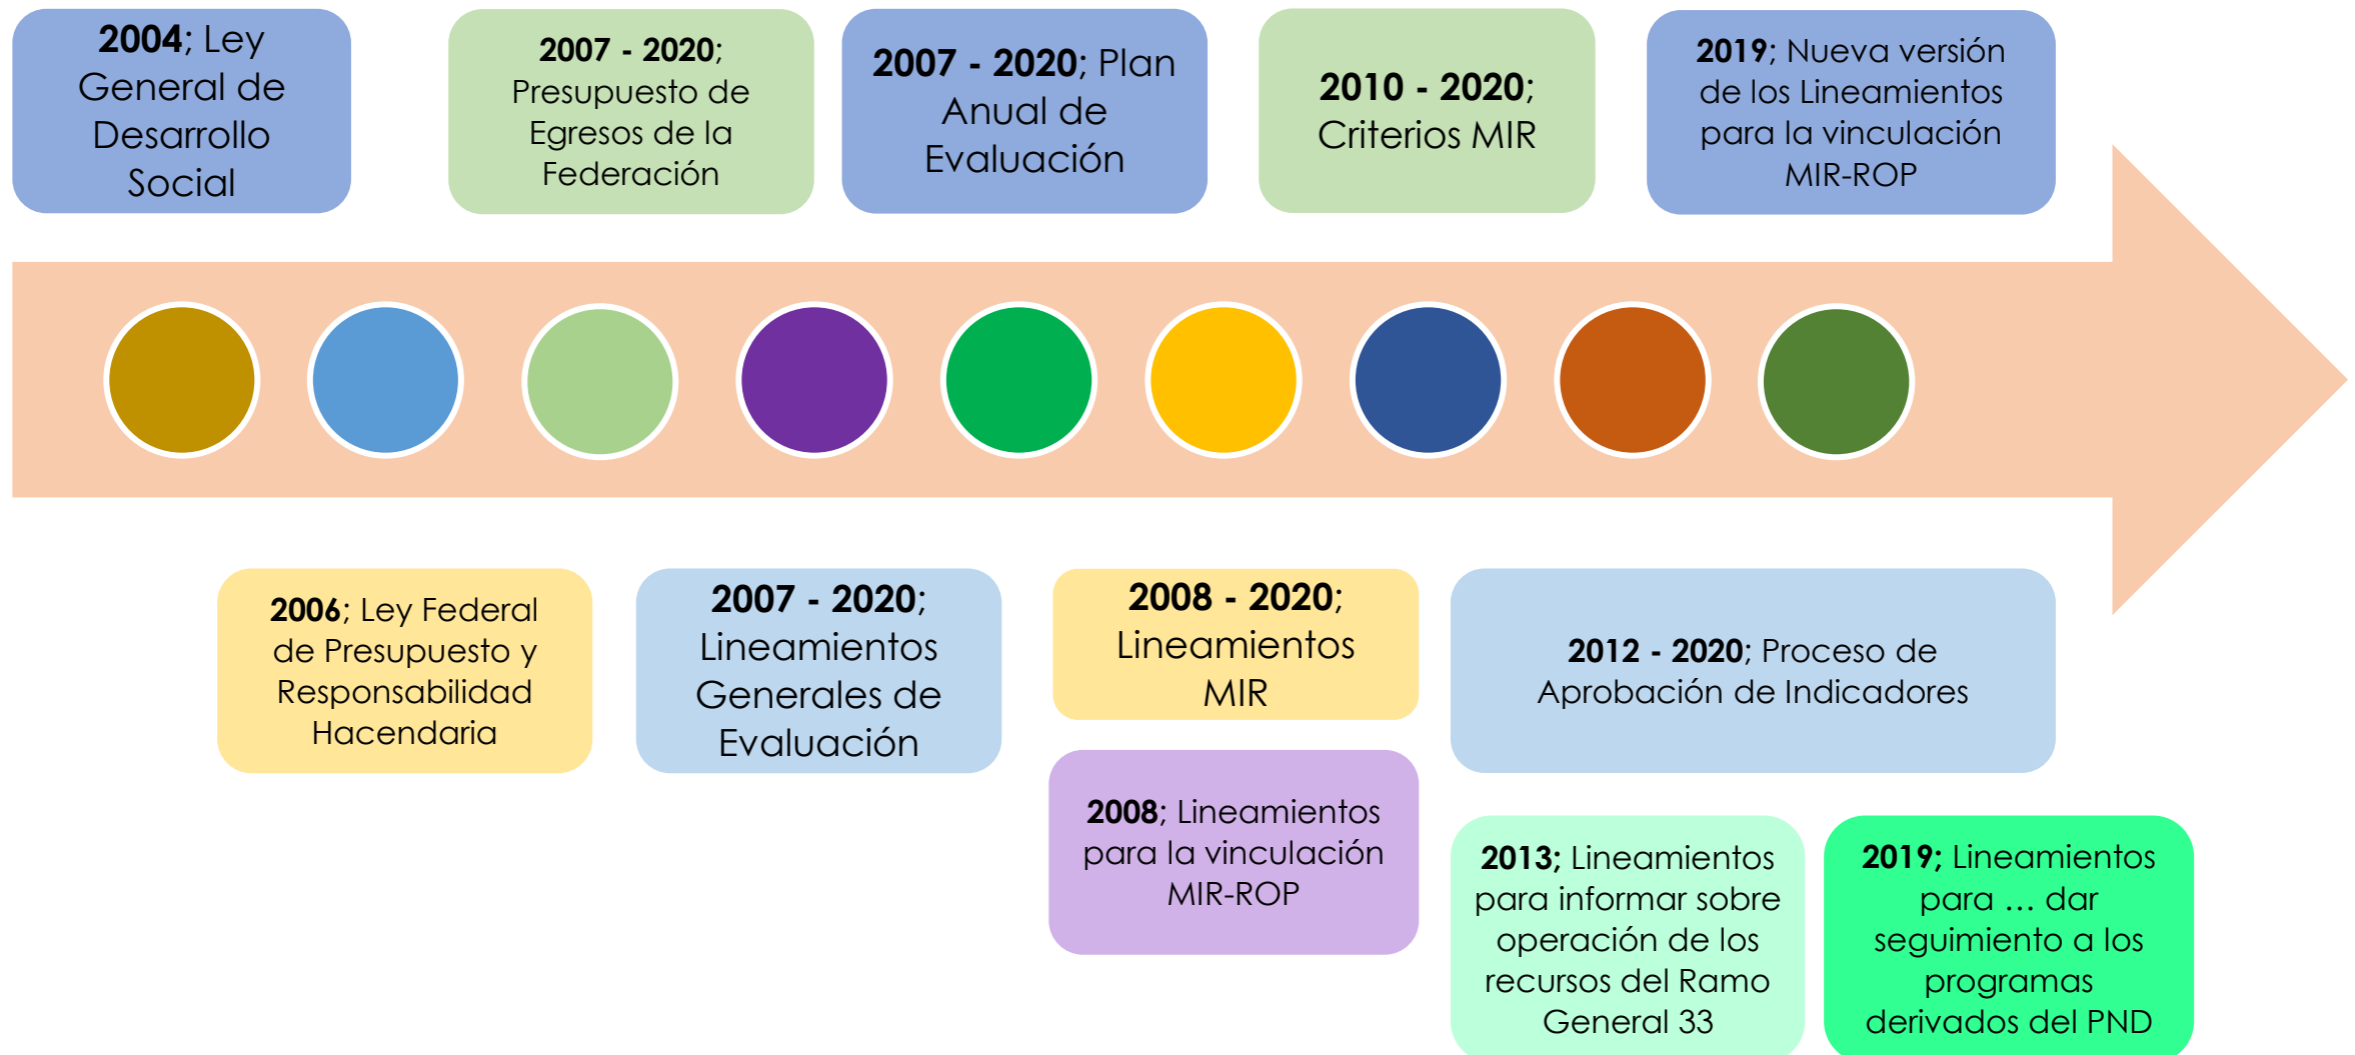 2004; Ley
General de
Desarrollo
Social
2007 - 2020;
Presupuesto de
Egresos de la
Federación
2007 - 2020; Plan
Anual de
Evaluación
2010 - 2020;
Criterios MIR
2019; Nueva versión
de los Lineamientos
para la vinculación
MIR-ROP
2006; Ley Federal
de Presupuesto y
Responsabilidad
Hacendaria
2007 - 2020;
Lineamientos
Generales de
Evaluación
2008 - 2020;
Lineamientos
MIR
2012 - 2020; Proceso de
Aprobación de Indicadores
2008; Lineamientos
para la vinculación
MIR-ROP
2013; Lineamientos
para informar sobre
operación de los
recursos del Ramo
General 33
2019; Lineamientos
para … dar
seguimiento a los
programas
derivados del PND